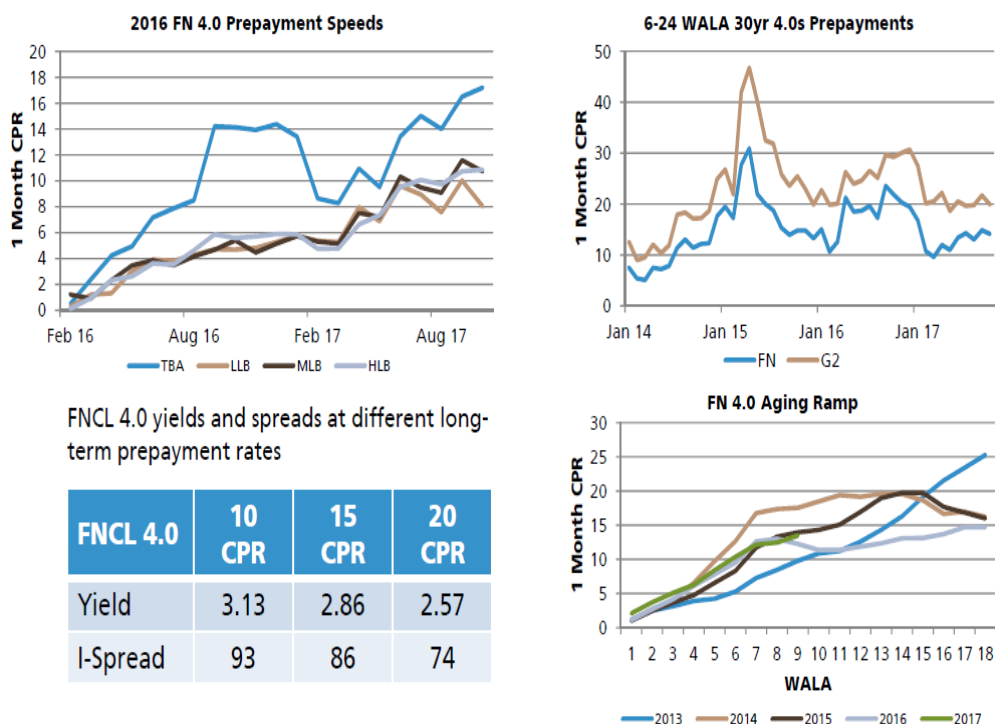 2016 FN 4.0 Prepayment Speeds
1 Month CPR
20
18
16
14
12
10
8
6
4
2
0
Feb 16 Aug 16 Feb 17 Aug 17
TBA LLB MLB HLB
6-24 WALA 30yr 4.0s Prepayments
1 Month CPR
50
40
30
20
10
0
Jan 14 Jan 15 Jan 16 Jan 17
FN G2
FNCL 4.0 yields and spreads at different long-
term prepayment rates
FNCL 4.0 10 CPR 15 CPR 20 CPR
Yield 3.13 2.86 2.57
I-Spread 93 86 74
FN 4.0 Aging Ramp
1 Month CPR
30
25
20
15
10
5
0
1 2 3 4 5 6 7 8 9 10 11 12 13 14 15 16 17 18
WALA
2013 2014 2015 2016 2017